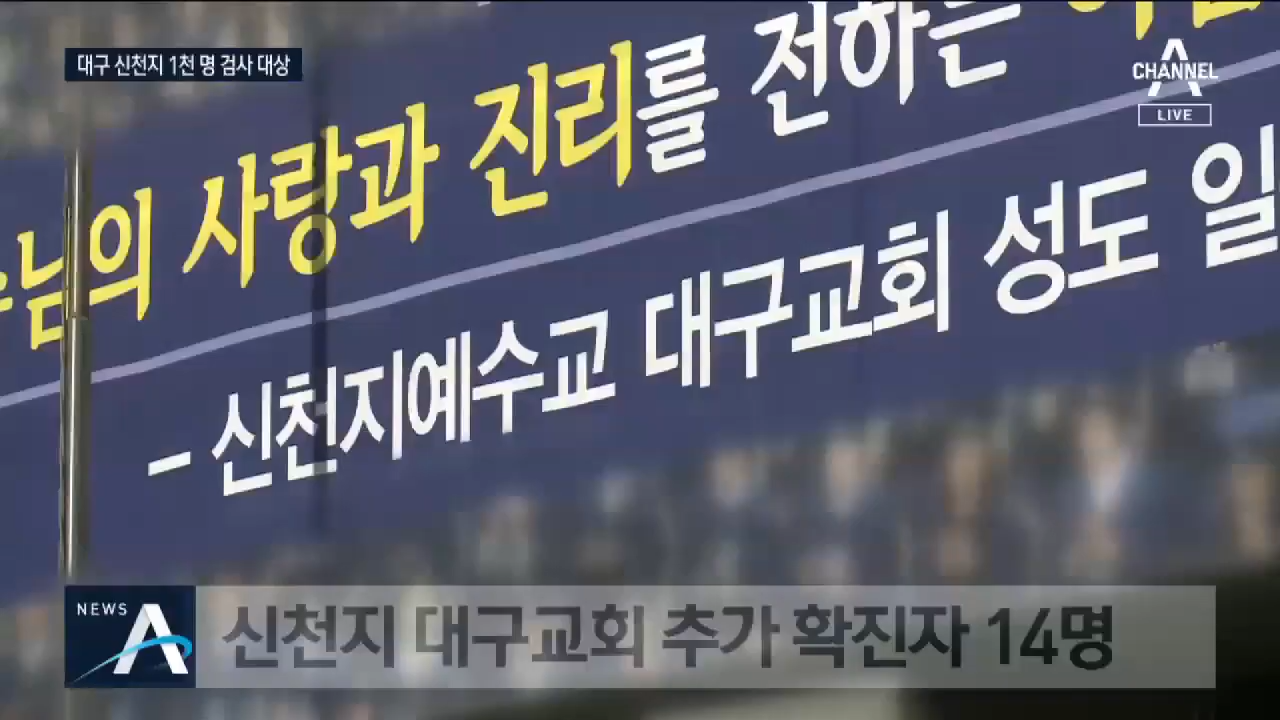 대구 신천지 1천 명 검사 대상
CHANNEL A
LIVE
님의 사랑과 진리를 전하는
- 신천지예수교 대구교회 성도 일
NEWS A
신천지 대구교회 추가 확진자 14명